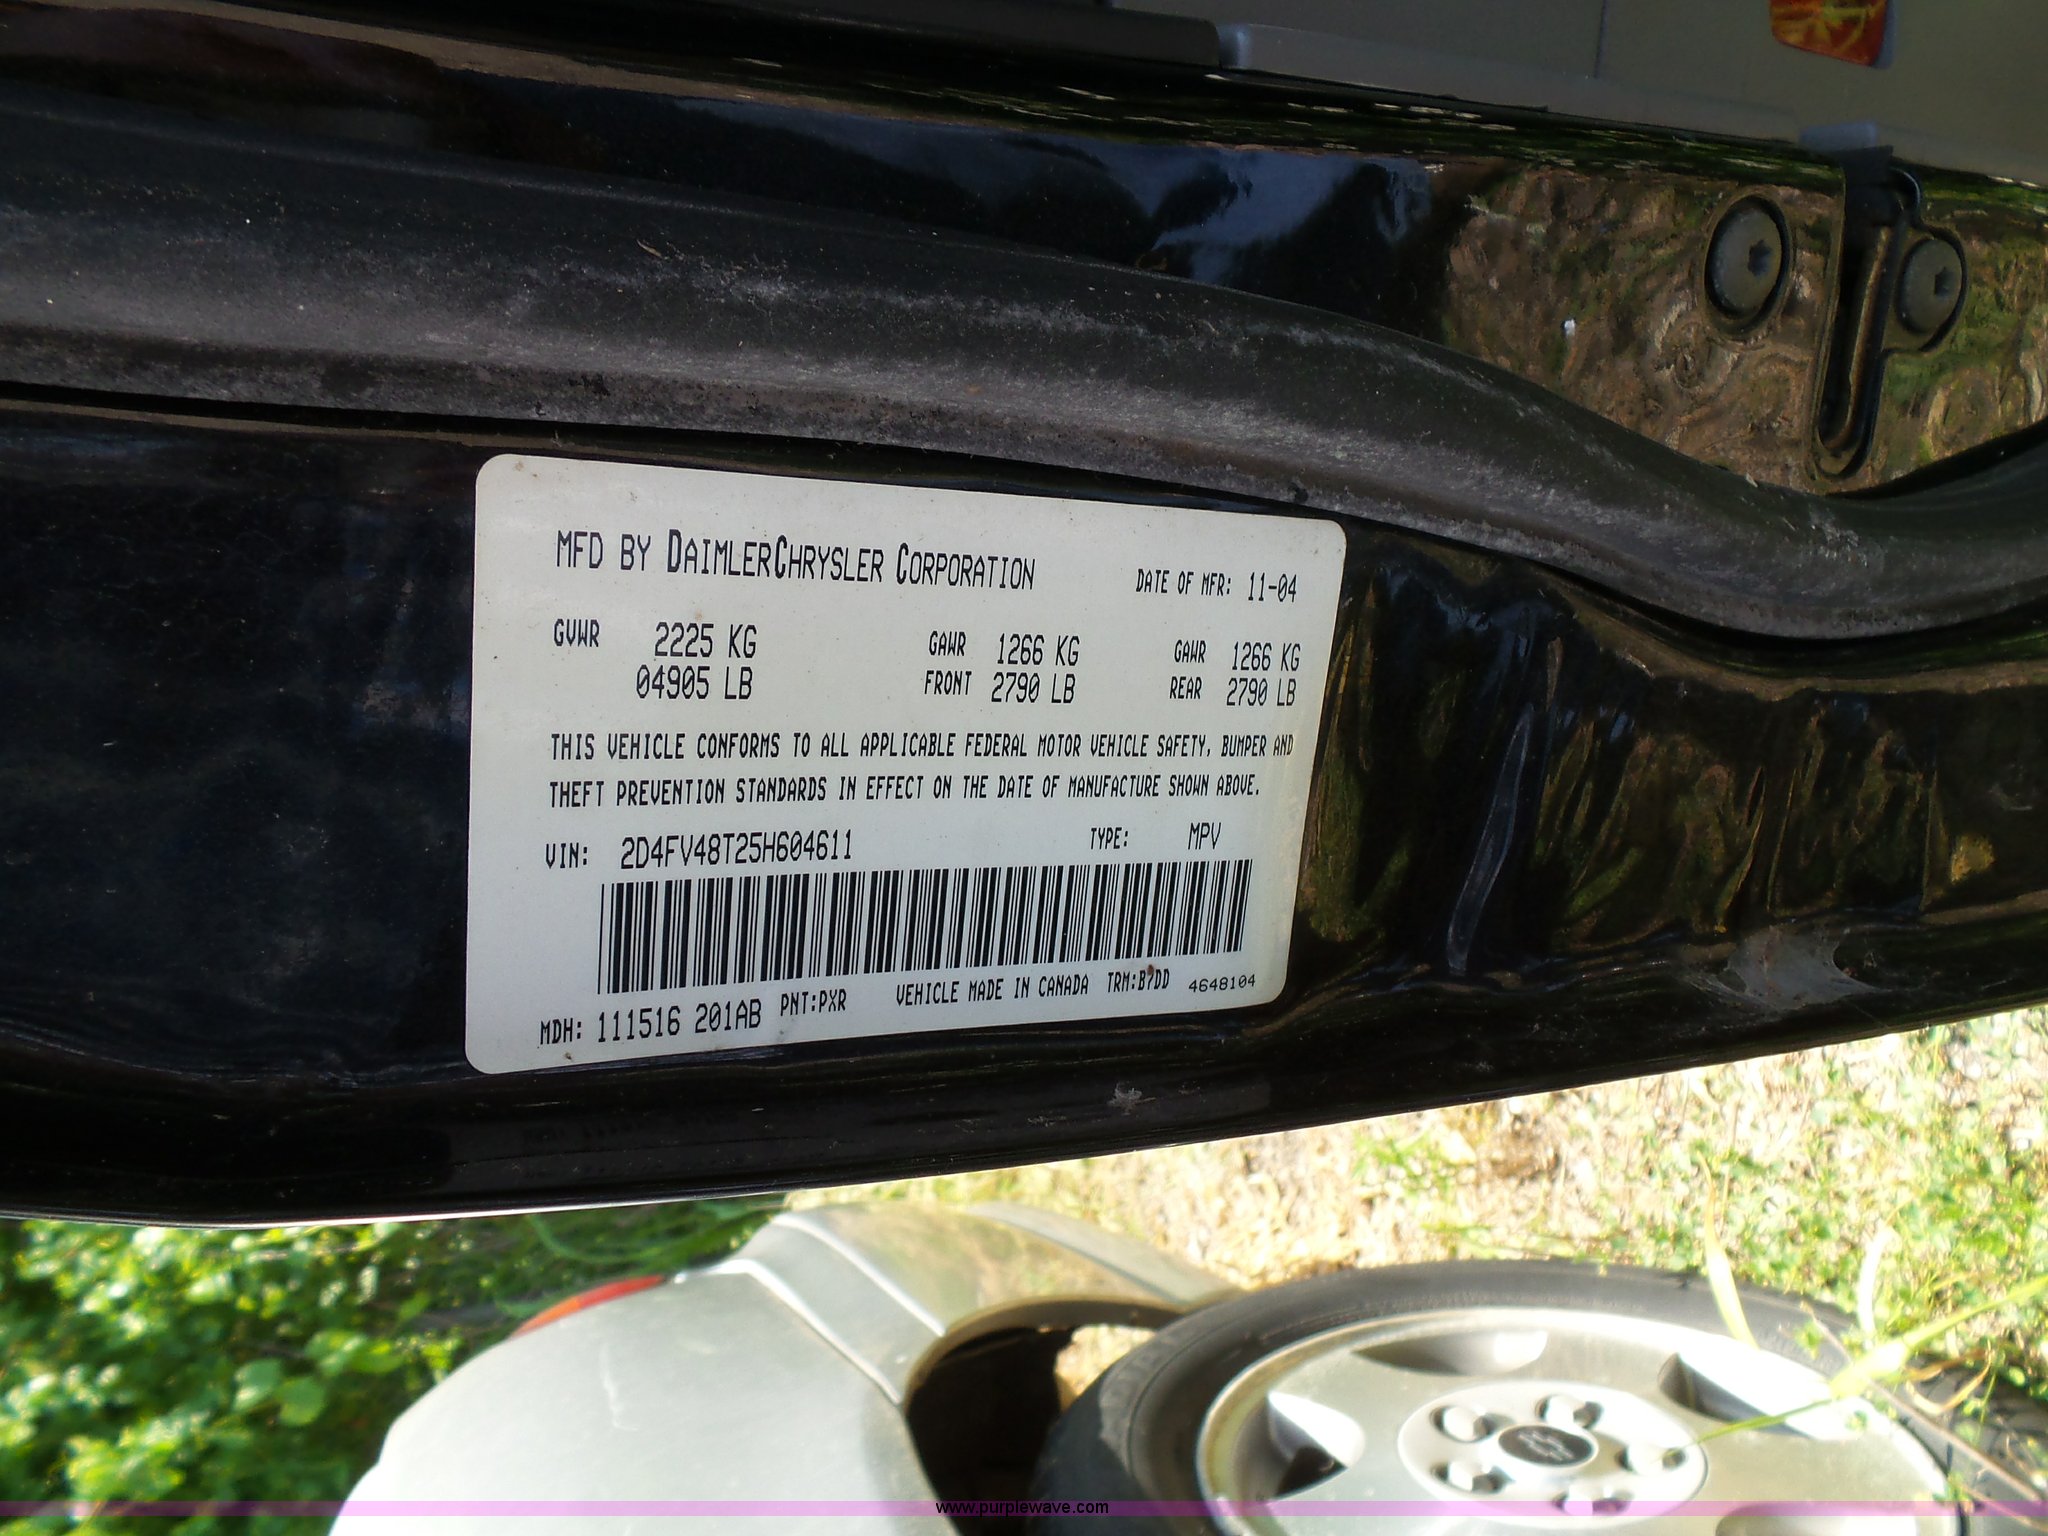 MFD BY DAIMLERCHRYSLER CORPORATION DATE OF MFR: 11-04
GVWR 2225 KG GAWR 1266 KG GAWR 1266 KG
04905 LB FRONT 2790 LB REAR 2790 LB
THIS VEHICLE CONFORMS TO ALL APPLICABLE FEDERAL MOTOR VEHICLE SAFETY, BUMPER AND
THEFT PREVENTION STANDARDS IN EFFECT ON THE DATE OF MANUFACTURE SHOWN ABOVE.
VIN: 2D4FV48T25H604611 TYPE: MPV
MDH: 111516 201AB PNT:PXR VEHICLE MADE IN CANADA TRM:B7DD 4648104
www.purplewave.com